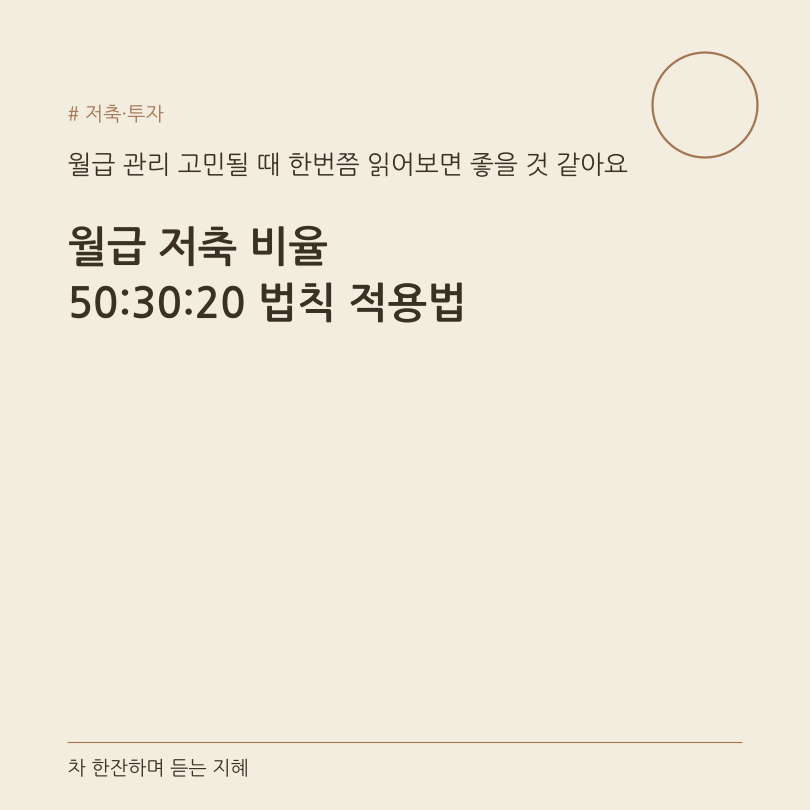 # 저축·투자
월급 관리 고민될 때 한번쯤 읽어보면 좋을 것 같아요
월급 저축 비율
50:30:20 법칙 적용법
차 한잔하며 듣는 지혜